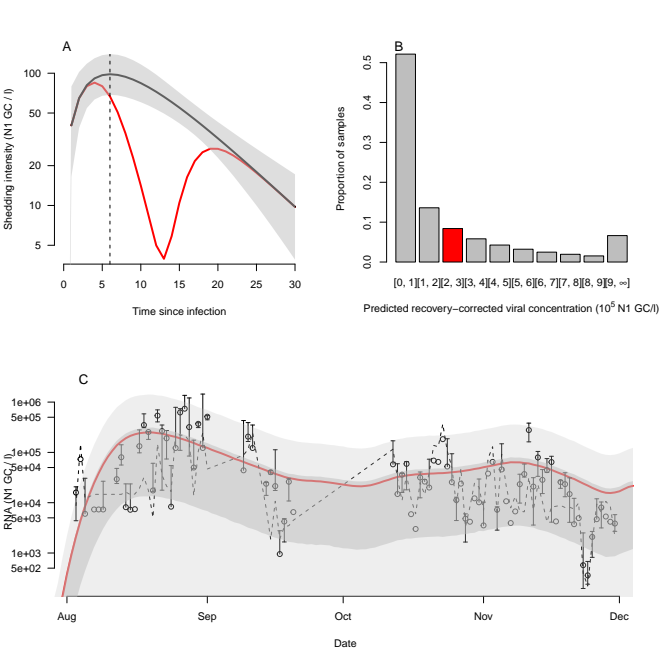 A
Shedding intensity (N1 GC / l)
100
50
20
10
5
0 5 10 15 20 25 30
Time since infection
B
Proportion of samples
0.5
0.4
0.3
0.2
0.1
0.0
[0, 1] [1, 2] [2, 3] [3, 4] [4, 5] [5, 6] [6, 7] [7, 8] [8, 9] [9, ∞]
Predicted recovery−corrected viral concentration (10⁵ N1 GC/l)
C
RNA (N1 GC / l)
1e+06
5e+05
1e+05
5e+04
1e+04
5e+03
1e+03
5e+02
Aug Sep Oct Nov Dec
Date